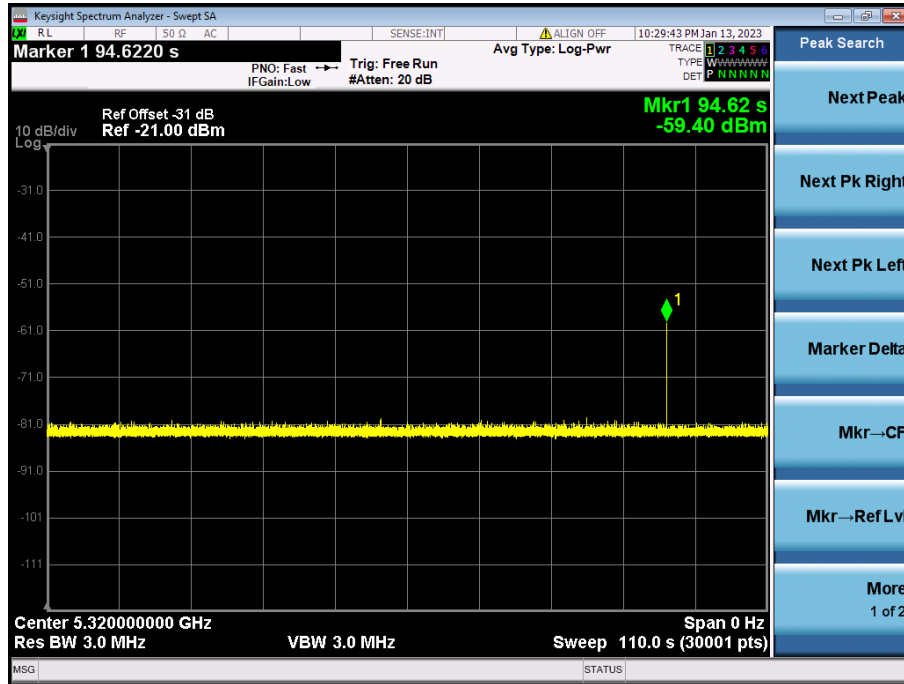 Keysight Spectrum Analyzer - Swept SA
LXI RL RF 50 Ω AC SENSE:INT ALIGN OFF 10:29:43 PM Jan 13, 2023
Marker 1 94.6220 s
PNO: Fast
IFGain:Low
Trig: Free Run
#Atten: 20 dB
Avg Type: Log-Pwr
TRACE 1 2 3 4 5 6
TYPE WWWWWWW
DET P N N N N N
Peak Search
Mkr1 94.62 s
-59.40 dBm
Ref Offset -31 dB
Ref -21.00 dBm
10 dB/div
Log
-31.0
-41.0
-51.0
-61.0
-71.0
-81.0
-91.0
-101
-111
1
Center 5.320000000 GHz
Span 0 Hz
Res BW 3.0 MHz
VBW 3.0 MHz
Sweep 110.0 s (30001 pts)
Next Peak
Next Pk Right
Next Pk Left
Marker Delta
Mkr→CF
Mkr→Ref Lvl
More
1 of 2
MSG
STATUS